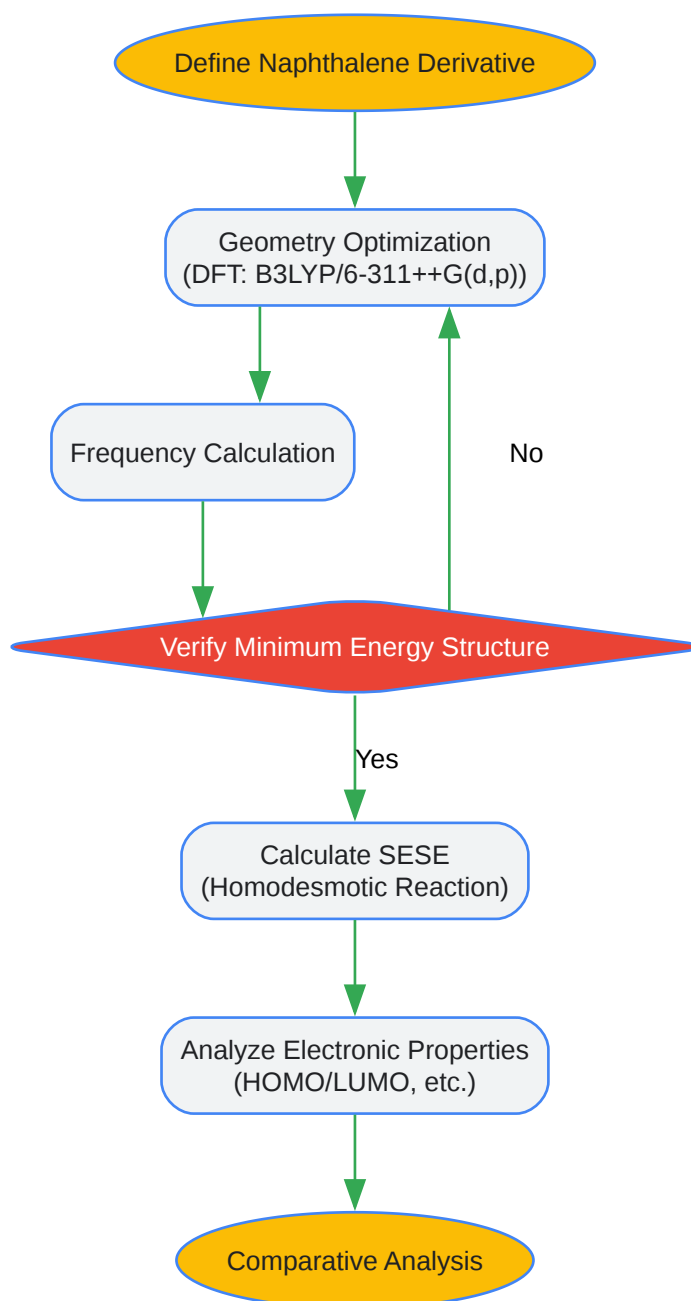 Define Naphthalene Derivative
Geometry Optimization
(DFT: B3LYP/6-311++G(d,p))
Frequency Calculation
No
Verify Minimum Energy Structure
Yes
Calculate SESE
(Homodesmotic Reaction)
Analyze Electronic Properties
(HOMO/LUMO, etc.)
Comparative Analysis